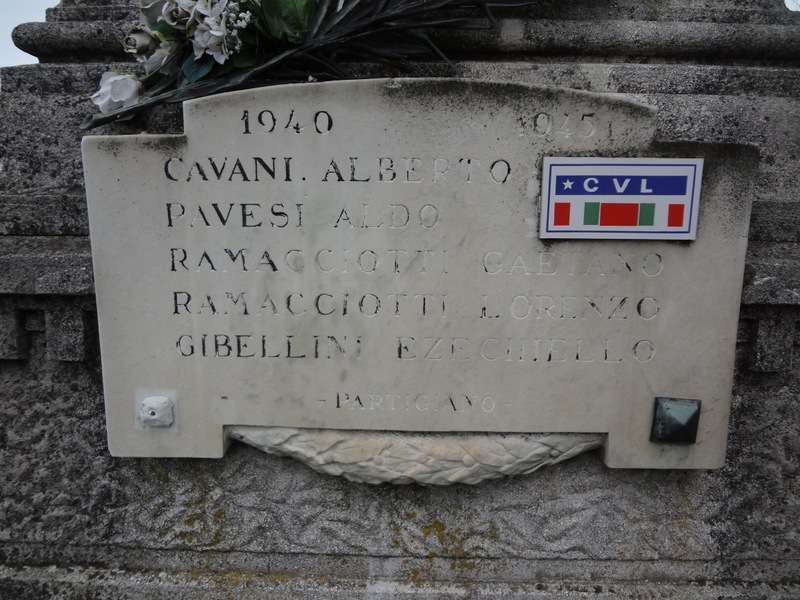 1940 1945
CAVANI. ALBERTO
CVL
PAVESI ALDO
RAMACCIOTTI GAETANO
RAMACCIOTTI LORENZO
GIBELLINI EZECHIELLO
- PARTIGIANO -